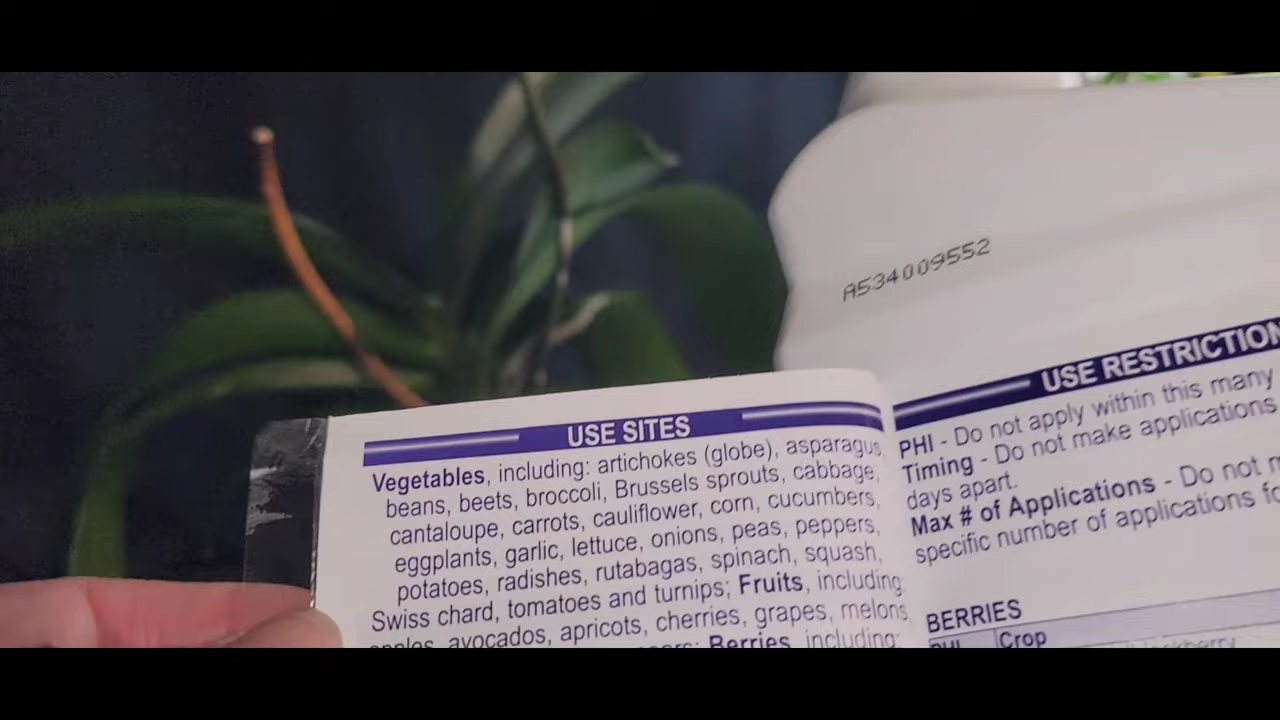 A534009552
USE SITES
Vegetables, including: artichokes (globe), asparagus,
beans, beets, broccoli, Brussels sprouts, cabbage,
cantaloupe, carrots, cauliflower, corn, cucumbers,
eggplants, garlic, lettuce, onions, peas, peppers,
potatoes, radishes, rutabagas, spinach, squash,
Swiss chard, tomatoes and turnips; Fruits, including:
avocados, apricots, cherries, grapes, melons,
Berries, including:
USE RESTRICTION
PHI - Do not apply within this many
Timing - Do not make applications
days apart.
Max # of Applications - Do not m
specific number of applications fo
BERRIES
PHI Crop